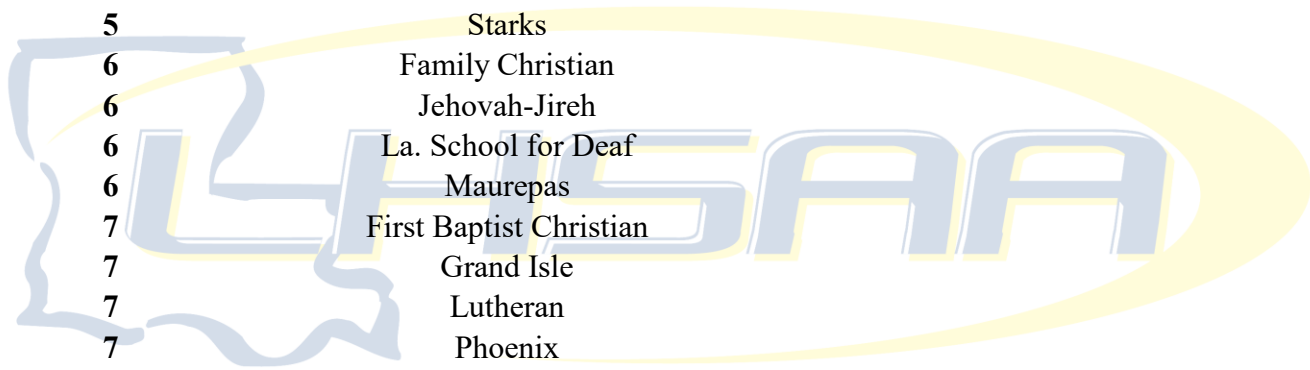 5 Starks
6 Family Christian
6 Jehovah-Jireh
6 La. School for Deaf
6 Maurepas
7 First Baptist Christian
7 Grand Isle
7 Lutheran
7 Phoenix
LHSAA